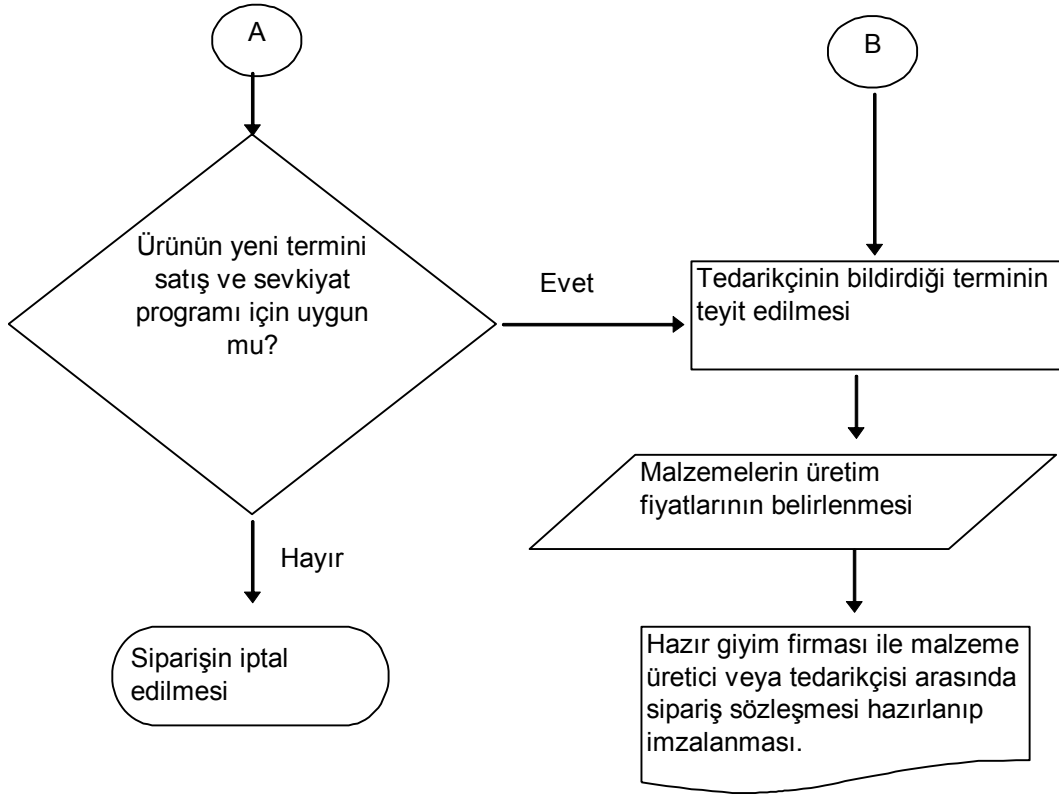 A
B
Ürünün yeni termini
satış ve sevkiyat
programı için uygun
mu?
Evet
Tedarikçinin bildirdiği terminin
teyit edilmesi
Malzemelerin üretim
fiyatlarının belirlenmesi
Hayır
Siparişin iptal
edilmesi
Hazır giyim firması ile malzeme
üretici veya tedarikçisi arasında
sipariş sözleşmesi hazırlanıp
imzalanması.